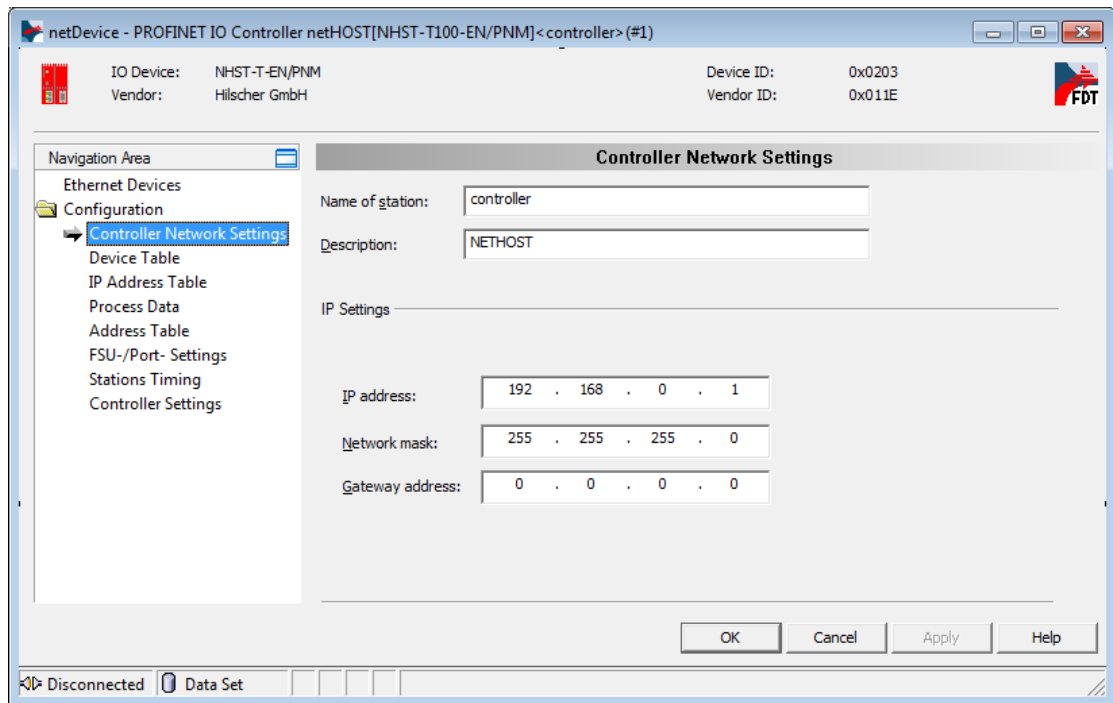 netDevice - PROFINET IO Controller netHOST[NHST-T100-EN/PNM]<controller>(#1)
IO Device: NHST-T-EN/PNM Device ID: 0x0203
Vendor: Hilscher GmbH Vendor ID: 0x011E
FDT
Navigation Area
Ethernet Devices
Configuration
Controller Network Settings
Device Table
IP Address Table
Process Data
Address Table
FSU-/Port- Settings
Stations Timing
Controller Settings
Controller Network Settings
Name of station: controller
Description: NETHOST
IP Settings
IP address: 192 . 168 . 0 . 1
Network mask: 255 . 255 . 255 . 0
Gateway address: 0 . 0 . 0 . 0
OK Cancel Apply Help
Disconnected Data Set